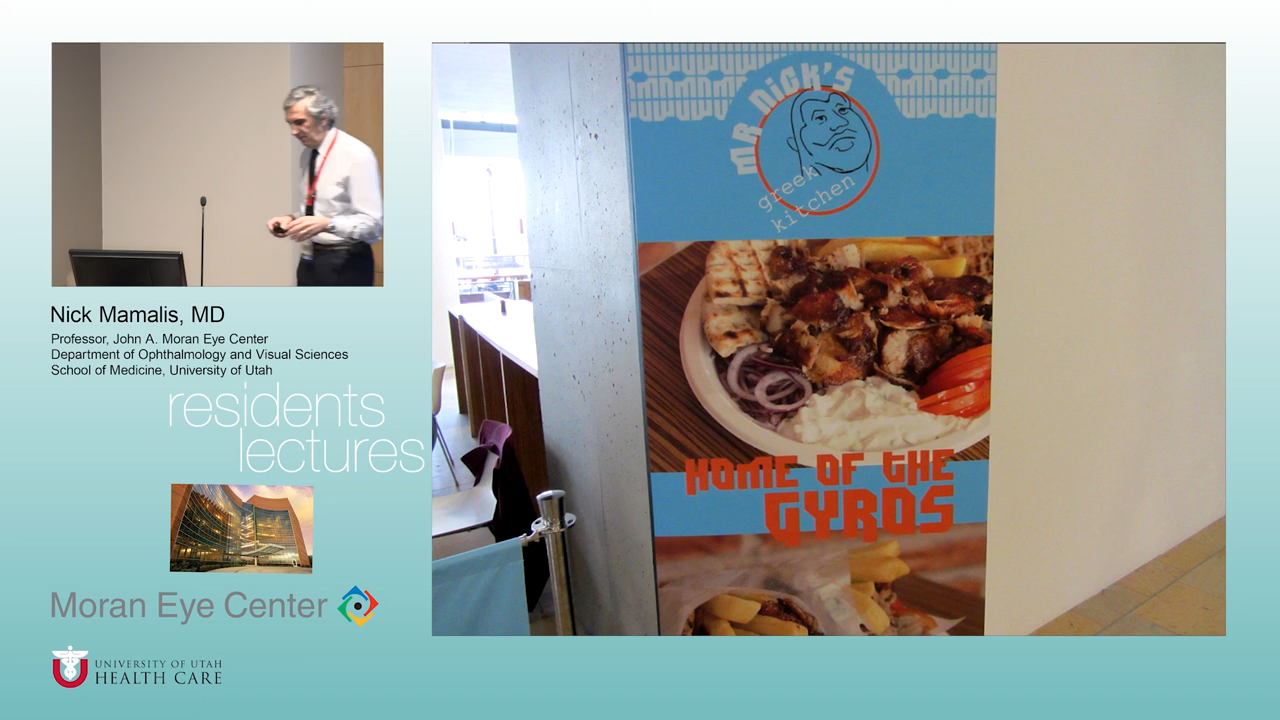 Nick Mamalis, MD
Professor, John A. Moran Eye Center
Department of Ophthalmology and Visual Sciences
School of Medicine, University of Utah
residents
lectures
Moran Eye Center
U
UNIVERSITY OF UTAH
HEALTH CARE
MR NICK'S
greek
kitchen
HOME OF THE
GYROS